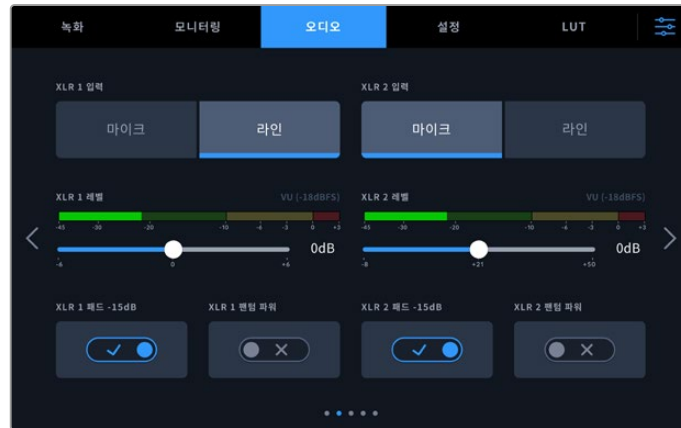 녹화 모니터링 오디오 설정 LUT
XLR 1 입력 XLR 2 입력
마이크 라인 마이크 라인
XLR 1 레벨 VU (-18dBFS) XLR 2 레벨 VU (-18dBFS)
-45 -30 -20 -10 -6 -3 0 +3 -45 -30 -20 -10 -6 -3 0 +3
0dB 0dB
-6 0 +6 -8 +21 +50
XLR 1 패드 -15dB XLR 1 팬텀 파워 XLR 2 패드 -15dB XLR 2 팬텀 파워